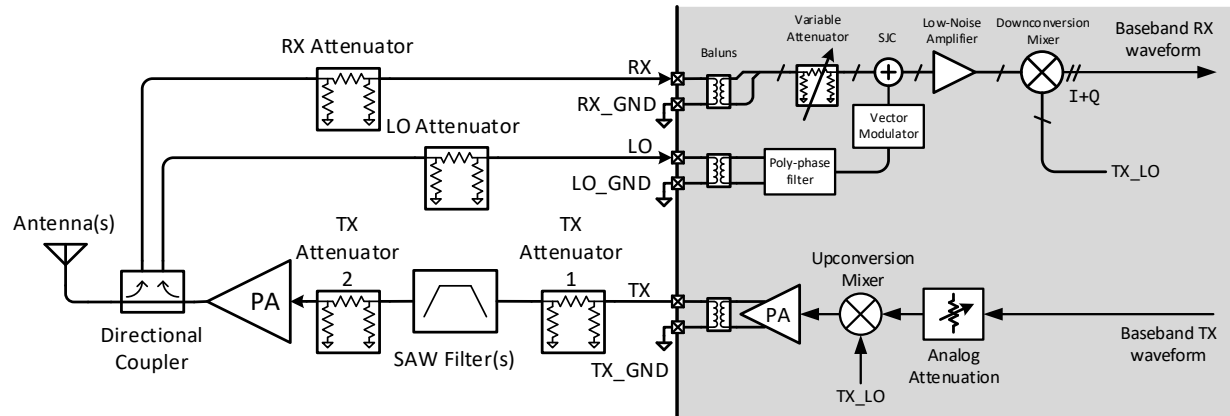 RX Attenuator
RX
RX_GND
LO Attenuator
LO
LO_GND
Antenna(s)
TX
Attenuator
2
TX
Attenuator
1
TX
PA
Directional
Coupler
SAW Filter(s)
TX_GND
Baluns
Variable
Attenuator
SJC
Low-Noise
Amplifier
Downconversion
Mixer
Baseband RX
waveform
I+Q
Vector
Modulator
Poly-phase
filter
TX_LO
Upconversion
Mixer
PA
TX_LO
Analog
Attenuation
Baseband TX
waveform